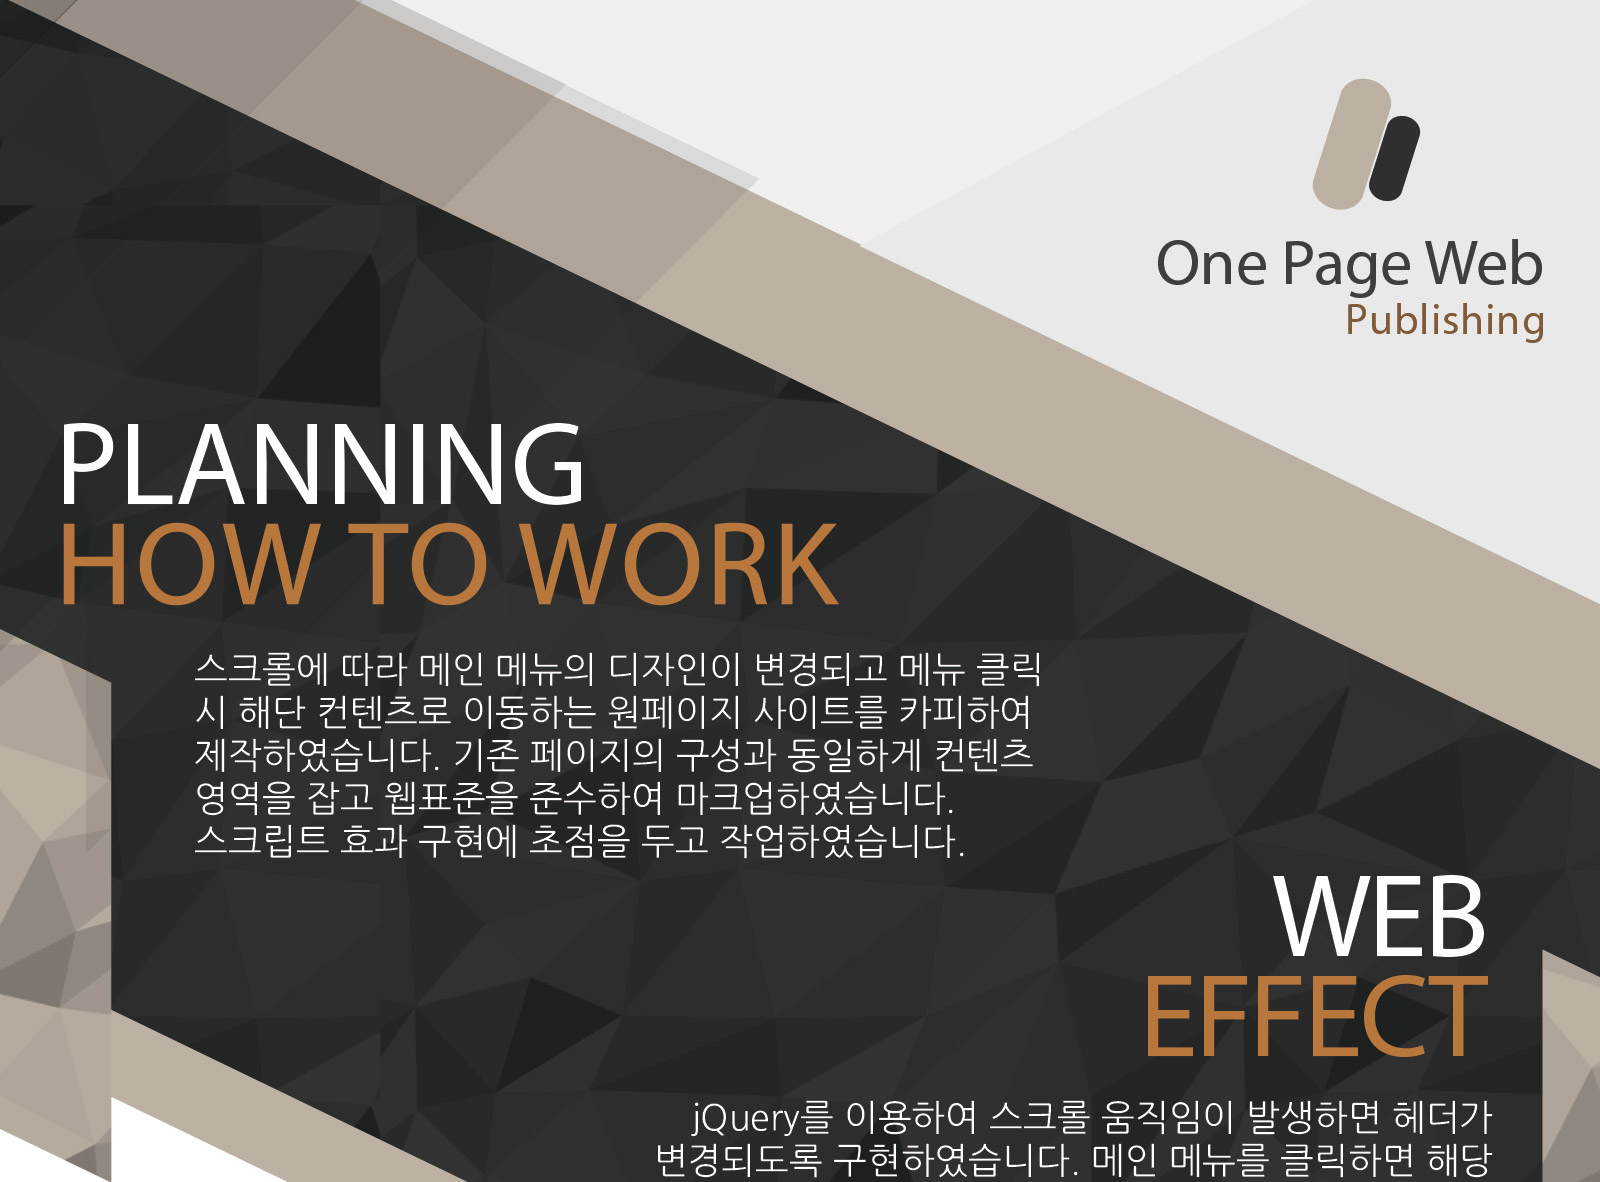 One Page Web
Publishing
PLANNING
HOW TO WORK
스크롤에 따라 메인 메뉴의 디자인이 변경되고 메뉴 클릭
시 해단 컨텐츠로 이동하는 원페이지 사이트를 카피하여
제작하였습니다. 기존 페이지의 구성과 동일하게 컨텐츠
영역을 잡고 웹표준을 준수하여 마크업하였습니다.
스크립트 효과 구현에 초점을 두고 작업하였습니다.
WEB
EFFECT
jQuery를 이용하여 스크롤 움직임이 발생하면 헤더가
변경되도록 구현하였습니다. 메인 메뉴를 클릭하면 해당